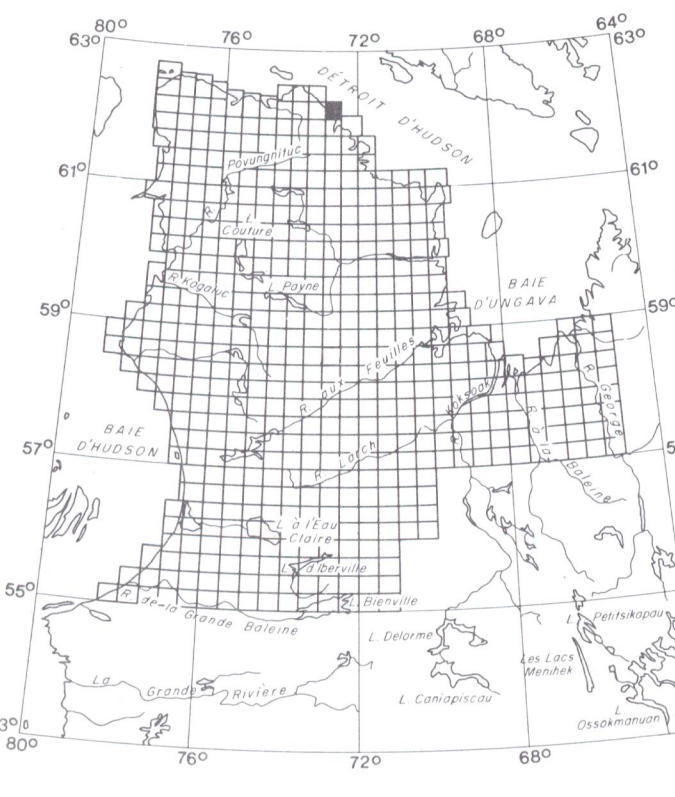 80° 76° 72° 68° 64°
63° 63°
DÉTROIT D'HUDSON
61° 61°
Povungnituc
R.
L. Couture
R. Kogaluc
L. Payne
BAIE
D'UNGAVA
59° 59°
R. aux Feuilles
Koksoak
R.
R. à la Baleine
R. George
BAIE
D'HUDSON
57° 5
R. Larch
L. à l'Eau
Claire
L. d'Iberville
55°
R. de-la Grande Baleine
L. Bienville
L. Petitsikapau
L. Delorme
Les Lacs
Menihek
La Grande Rivière
L. Caniapiscau
L.
Ossokmanuan
3°
80° 76° 72° 68°